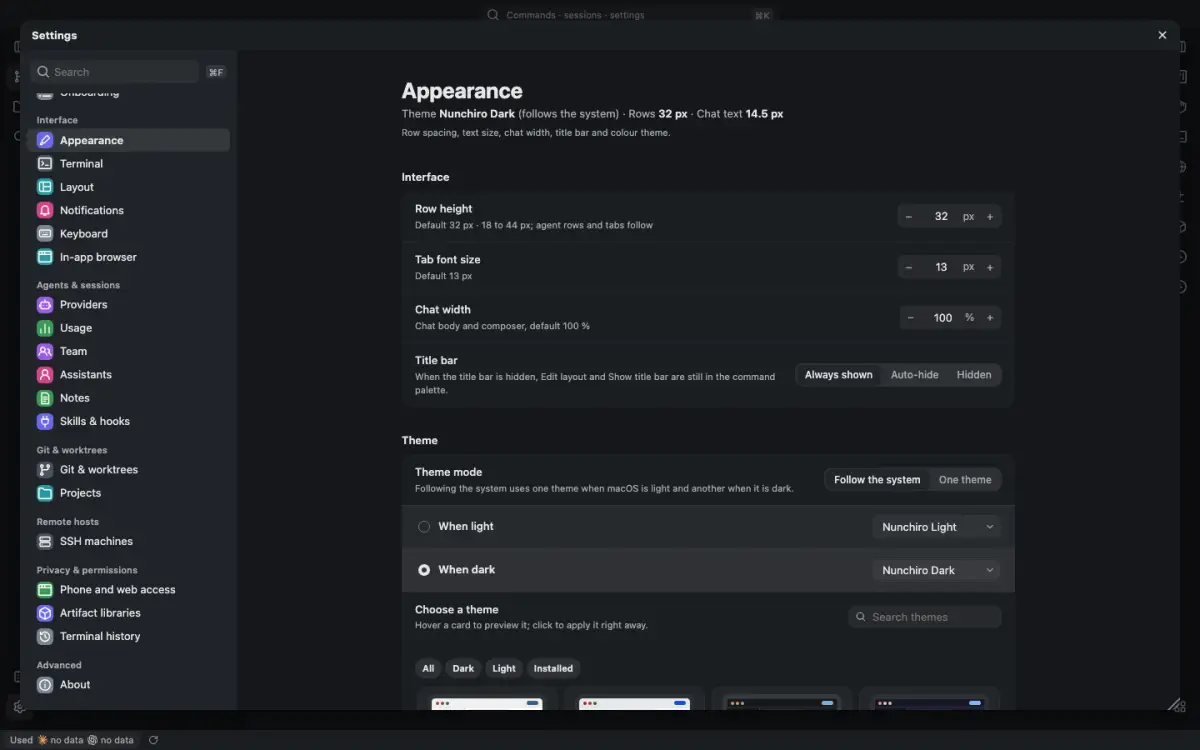 Commands · sessions · settings
⌘K
Settings
Search
⌘F
Onboarding
Interface
Appearance
Terminal
Layout
Notifications
Keyboard
In-app browser
Agents & sessions
Providers
Usage
Team
Assistants
Notes
Skills & hooks
Git & worktrees
Git & worktrees
Projects
Remote hosts
SSH machines
Privacy & permissions
Phone and web access
Artifact libraries
Terminal history
Advanced
About
Appearance
Theme Nunchiro Dark (follows the system) · Rows 32 px · Chat text 14.5 px
Row spacing, text size, chat width, title bar and colour theme.
Interface
Row height
Default 32 px · 18 to 44 px; agent rows and tabs follow
− 32 px +
Tab font size
Default 13 px
− 13 px +
Chat width
Chat body and composer, default 100 %
− 100 % +
Title bar
When the title bar is hidden, Edit layout and Show title bar are still in the command
palette.
Always shown Auto-hide Hidden
Theme
Theme mode
Following the system uses one theme when macOS is light and another when it is dark.
Follow the system One theme
When light
Nunchiro Light
When dark
Nunchiro Dark
Choose a theme
Hover a card to preview it; click to apply it right away.
Search themes
All Dark Light Installed
Used no data no data